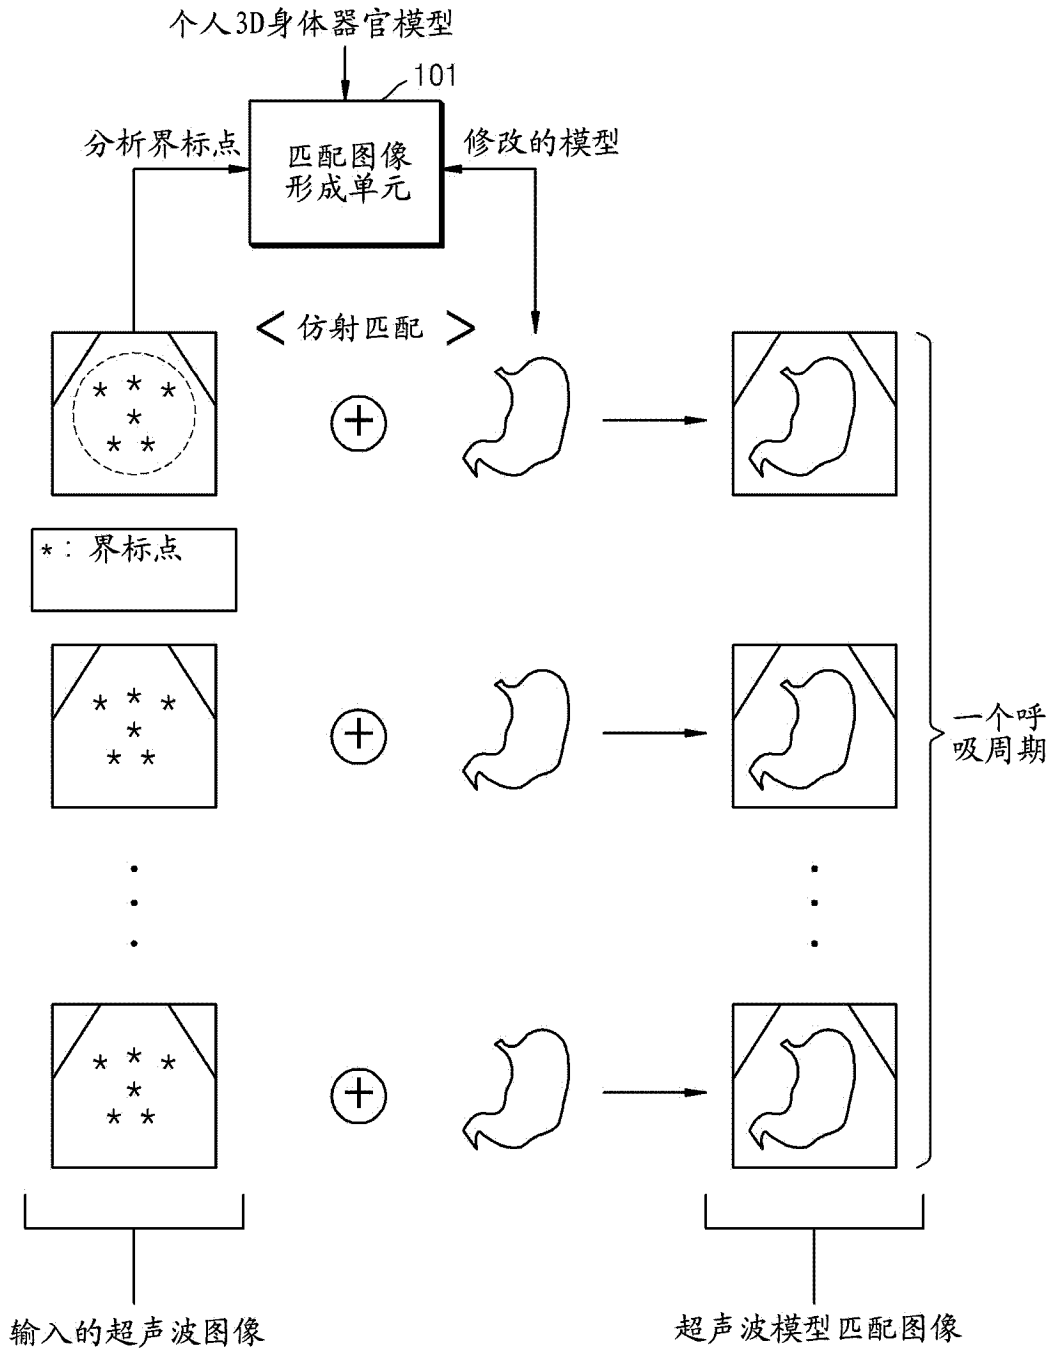 个人3D身体器官模型
101
分析界标点
匹配图像
形成单元
修改的模型
< 仿射匹配 >
* * *
*
* *
+
*: 界标点
* * *
*
* *
+
一个呼
吸周期
* * *
*
* *
+
输入的超声波图像
超声波模型匹配图像